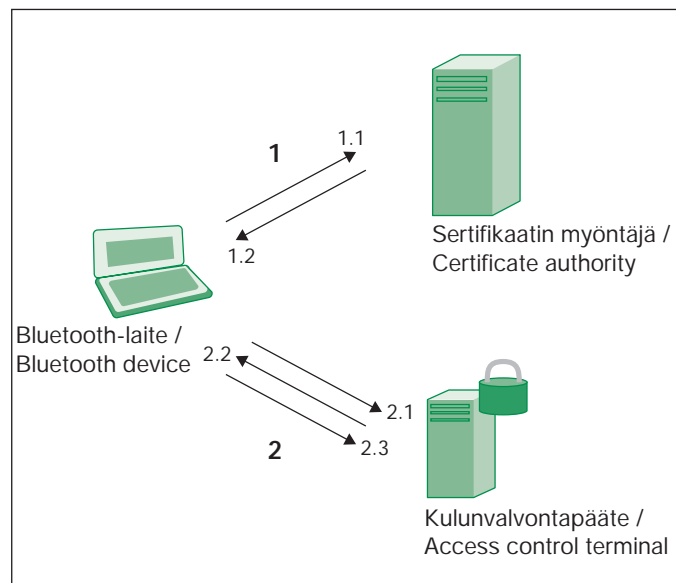 1
1.1
1.2
Sertifikaatin myöntäjä /
Certificate authority
Bluetooth-laite /
Bluetooth device
2.2
2.1
2
2.3
Kulunvalvontapääte /
Access control terminal